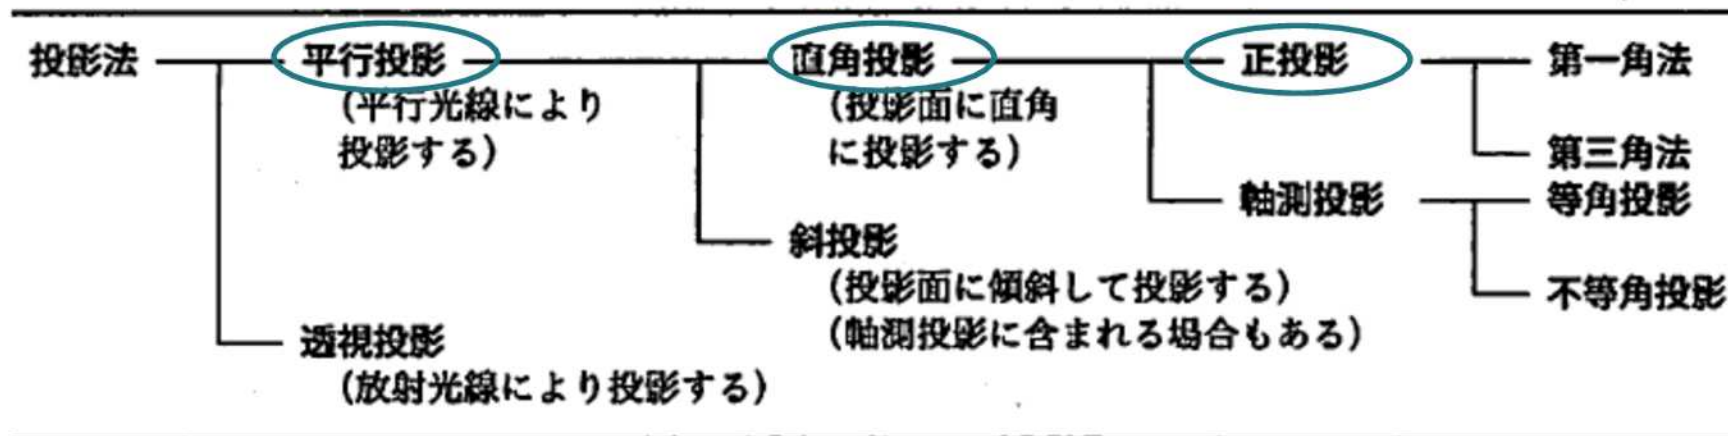 投影法 平行投影 直角投影 正投影 第一角法
(平行光線により (投影面に直角
投影する) に投影する) 第三角法
軸測投影 等角投影
斜投影
(投影面に傾斜して投影する) 不等角投影
透視投影 (軸測投影に含まれる場合もある)
(放射光線により投影する)